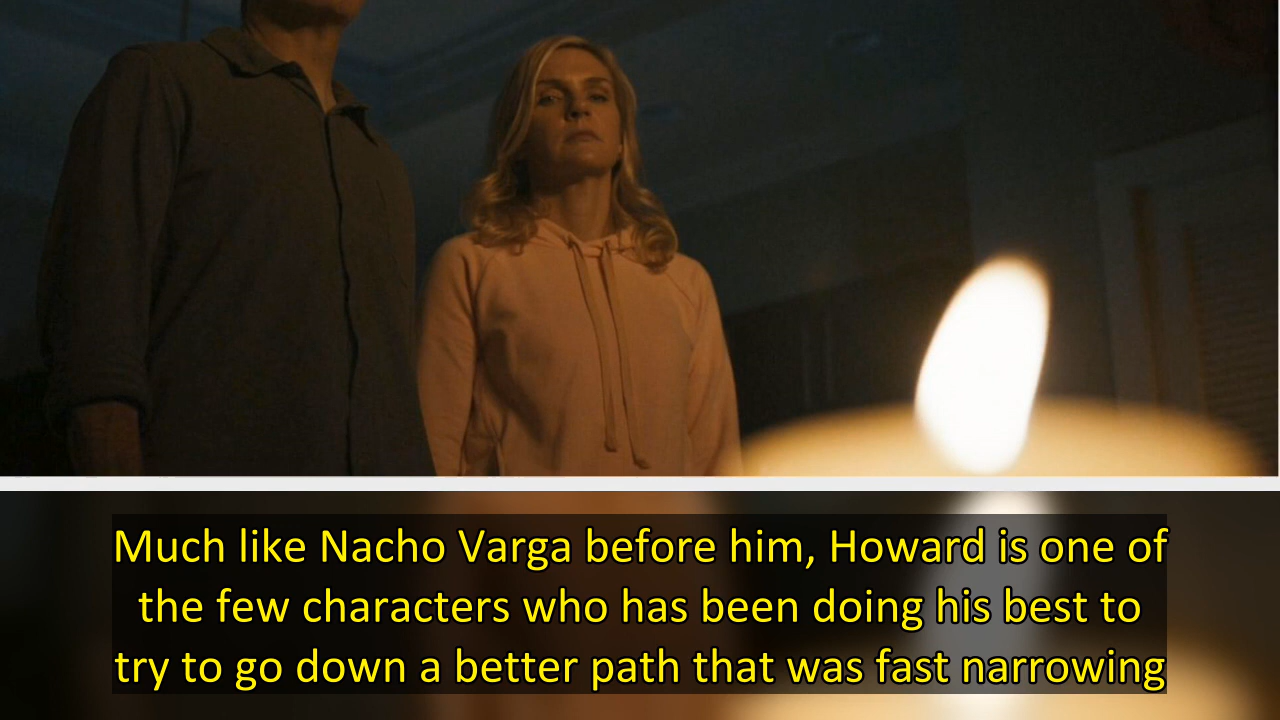 Much like Nacho Varga before him, Howard is one of
the few characters who has been doing his best to
try to go down a better path that was fast narrowing